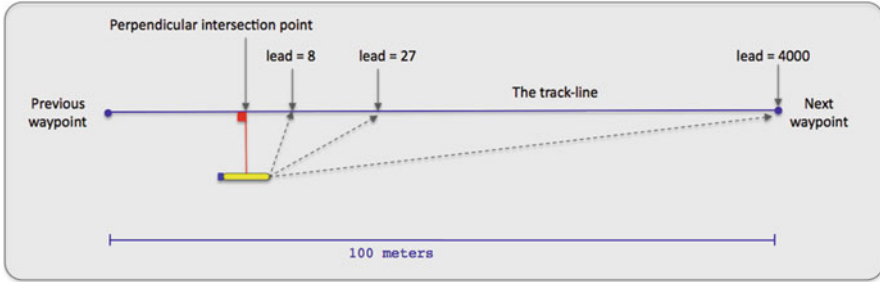 Perpendicular intersection point
lead = 8
lead = 27
lead = 4000
The track-line
Previous
waypoint
Next
waypoint
100 meters